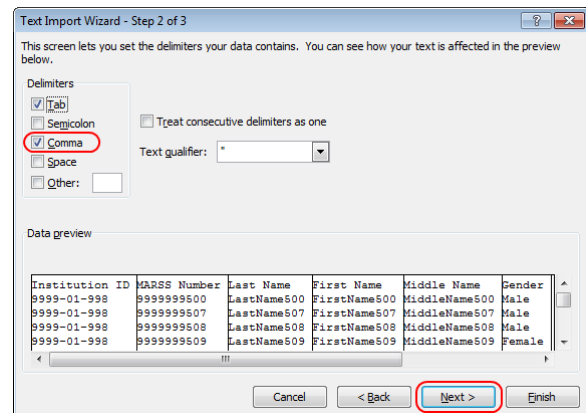 Text Import Wizard - Step 2 of 3
This screen lets you set the delimiters your data contains. You can see how your text is affected in the preview
below.
Delimiters
Tab
Semicolon
Comma
Space
Other:
Treat consecutive delimiters as one
Text qualifier: "
Data preview
Institution ID MARSS Number Last Name First Name Middle Name Gender
9999-01-998 9999999500 LastName500 FirstName500 MiddleName500 Male
9999-01-998 9999999507 LastName507 FirstName507 MiddleName507 Male
9999-01-998 9999999508 LastName508 FirstName508 MiddleName508 Male
9999-01-998 9999999509 LastName509 FirstName509 MiddleName509 Female
Cancel < Back Next > Finish